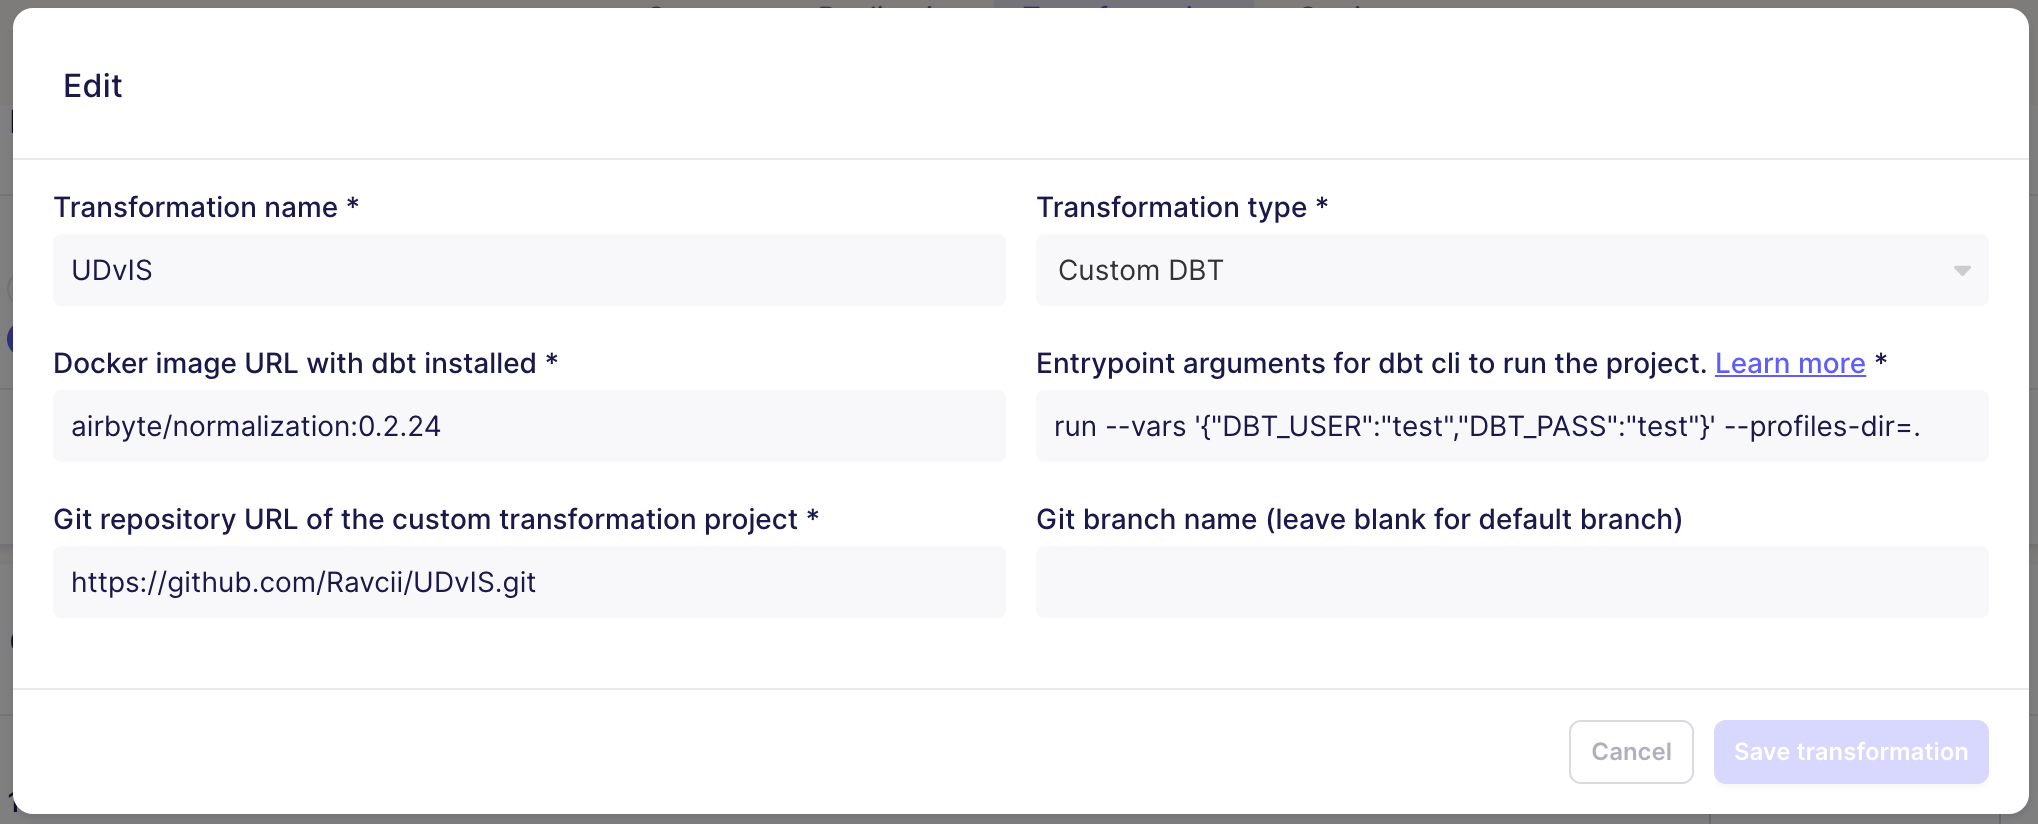 Edit
Transformation name *
Transformation type *
UDvIS
Custom DBT
Docker image URL with dbt installed *
Entrypoint arguments for dbt cli to run the project. Learn more *
airbyte/normalization:0.2.24
run --vars '{"DBT_USER":"test","DBT_PASS":"test"}' --profiles-dir=.
Git repository URL of the custom transformation project *
Git branch name (leave blank for default branch)
https://github.com/Ravcii/UDvIS.git
Cancel
Save transformation